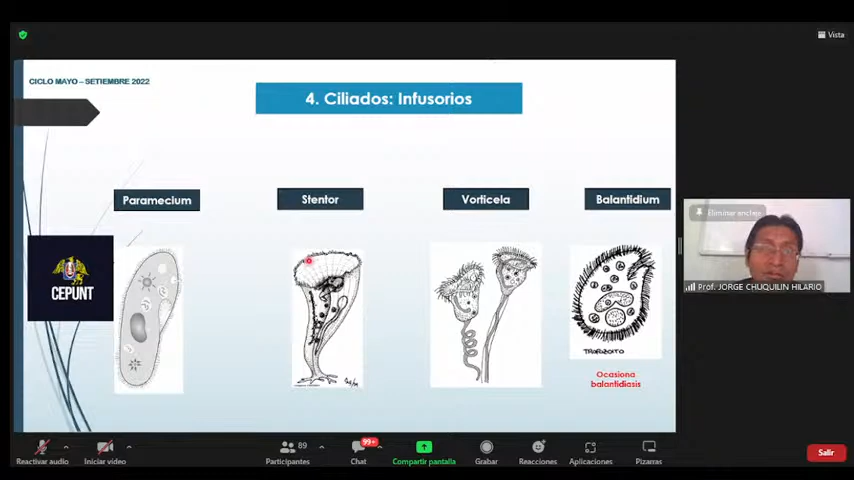 Vista
CICLO MAYO – SETIEMBRE 2022
4. Ciliados: Infusorios
Paramecium
Stentor
Vorticela
Balantidium
CEPUNT
TROFOZOITO
Ocasiona
balantidiasis
Eliminar anclaje
Prof. JORGE CHUQUILIN HILARIO
Reactivar audio
Iniciar video
89
Participantes
99+
Chat
Compartir pantalla
Grabar
Reacciones
Aplicaciones
Pizarras
Salir